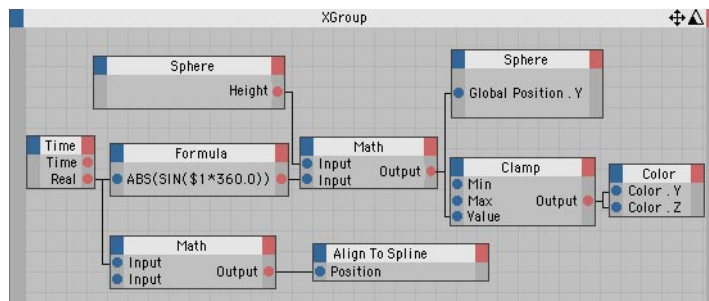 XGroup
Sphere
Height
Sphere
Global Position . Y
Time
Time
Real
Formula
ABS(SIN($1*360.0))
Math
Input
Input
Output
Clamp
Min
Max
Value
Output
Color
Color . Y
Color . Z
Math
Input
Input
Output
Align To Spline
Position